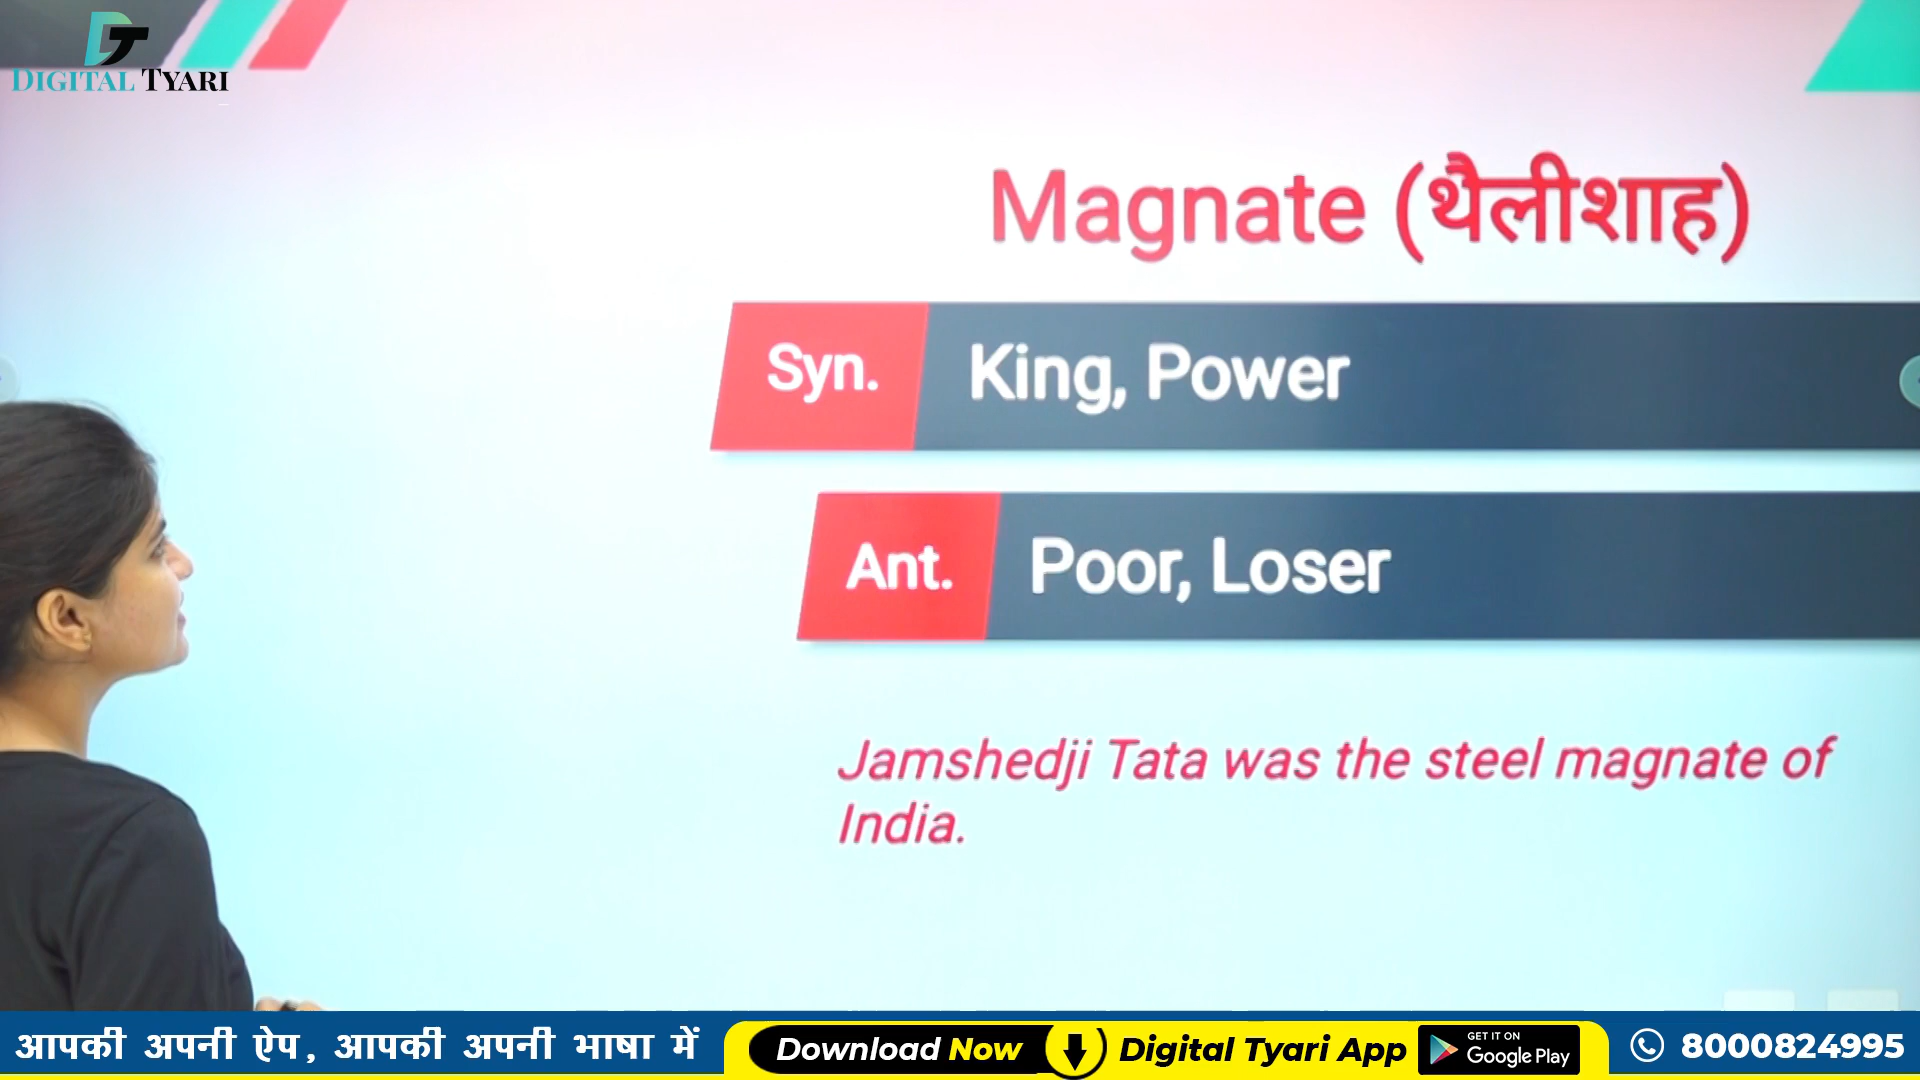 DT
DIGITAL TYARI
Magnate (थैलीशाह)
Syn. King, Power
Ant. Poor, Loser
Jamshedji Tata was the steel magnate of
India.
आपकी अपनी ऐप, आपकी अपनी भाषा में
Download Now
Digital Tyari App
GET IT ON
Google Play
8000824995